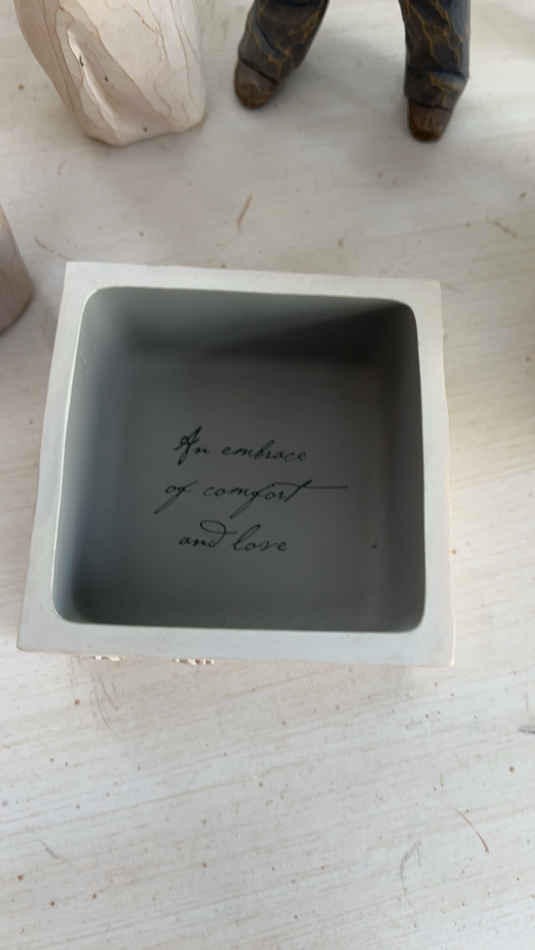 An embrace
of comfort
and love